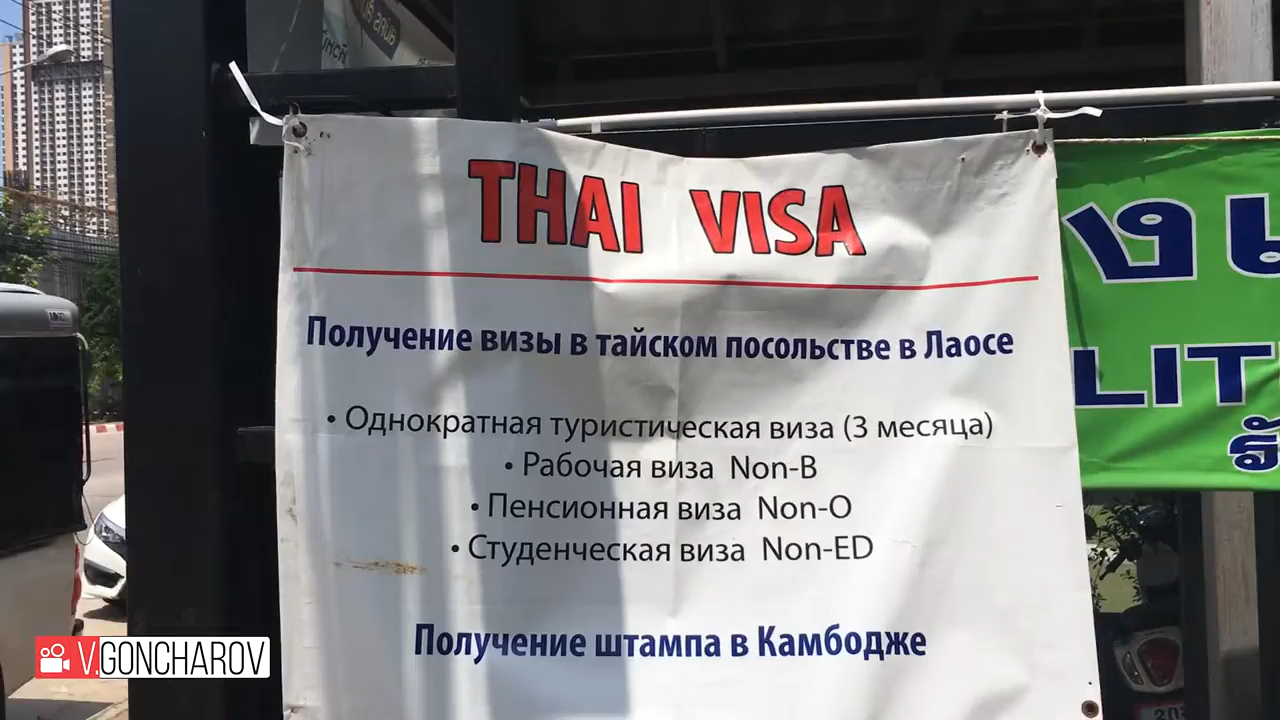 THAI VISA
Получение визы в тайском посольстве в Лаосе
• Однократная туристическая виза (3 месяца)
• Рабочая виза Non-B
• Пенсионная виза Non-O
• Студенческая виза Non-ED
Получение штампа в Камбодже
LIT
V.GONCHAROV